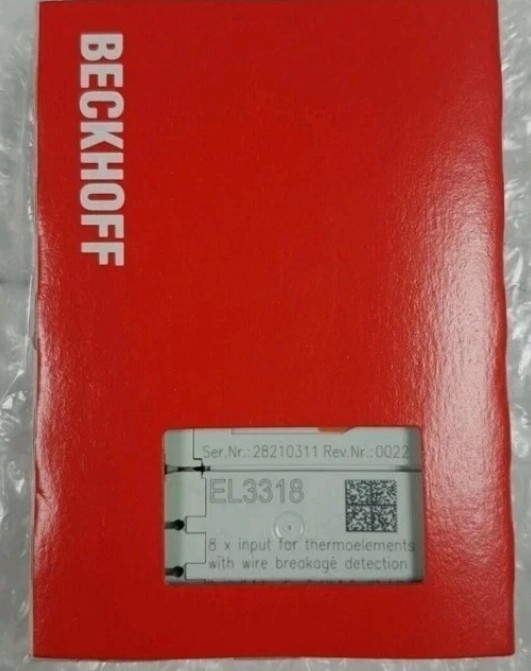 BECKHOFF
Ser.Nr.: 28210311 Rev.Nr.: 0022
EL3318
8 x input for thermoelements
with wire breakage detection